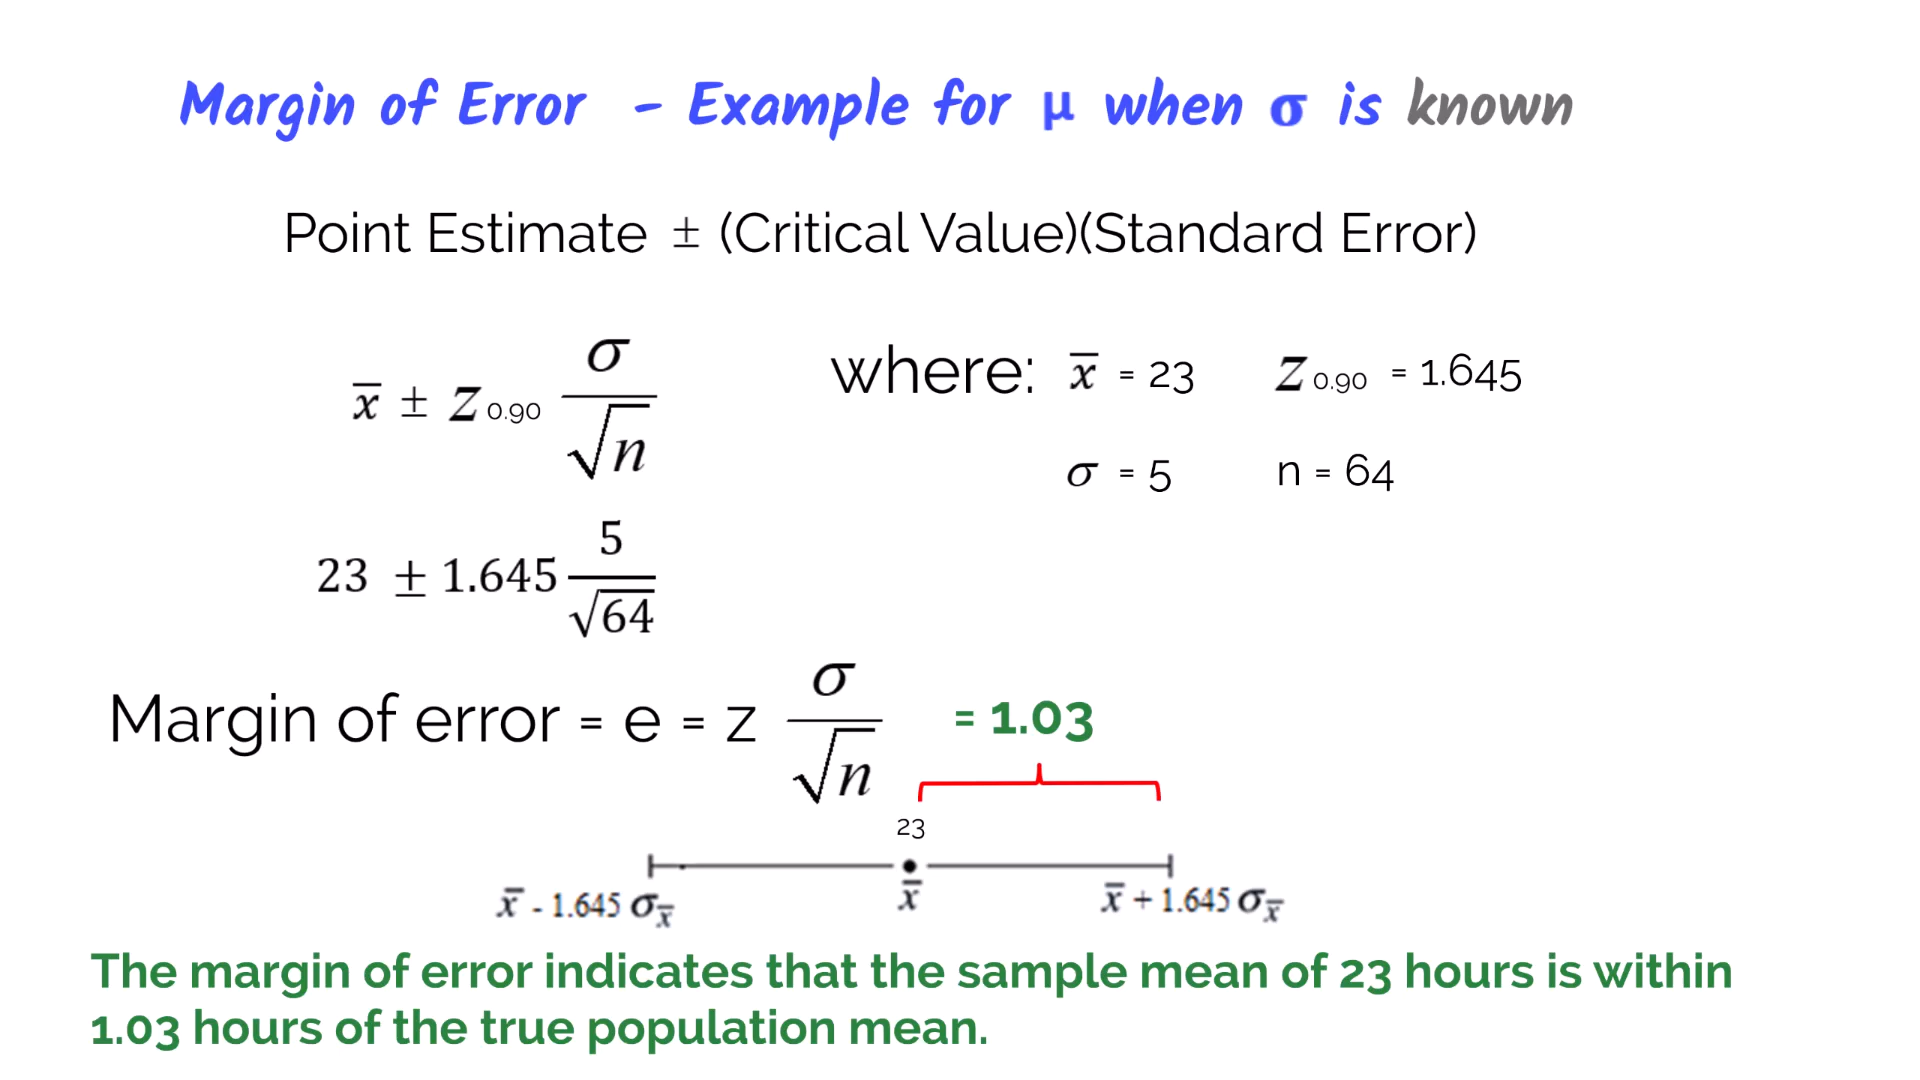 Margin of Error - Example for μ when σ is known
Point Estimate ± (Critical Value)(Standard Error)
x̄ ± z 0.90 σ/√n
where: x̄ = 23 z 0.90 = 1.645
σ = 5 n = 64
23 ± 1.645 5/√64
Margin of error = e = z σ/√n = 1.03
23
x̄ - 1.645 σx̄ x̄ x̄ + 1.645 σx̄
The margin of error indicates that the sample mean of 23 hours is within
1.03 hours of the true population mean.